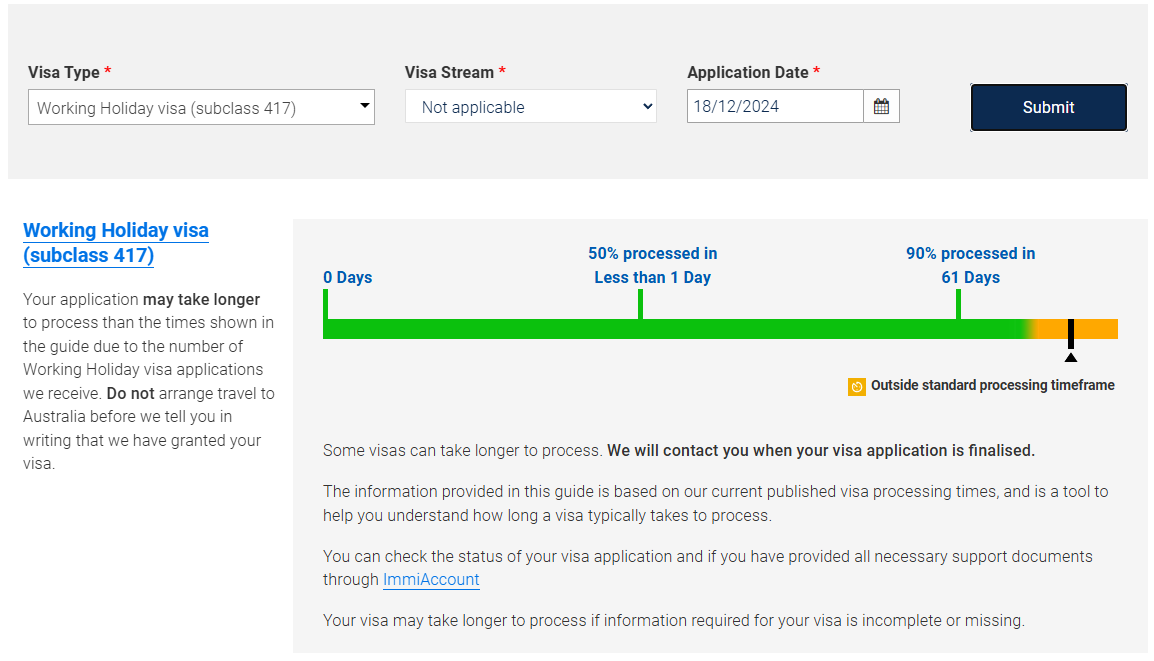 Visa Type *
Visa Stream *
Application Date *
Working Holiday visa (subclass 417)
Not applicable
18/12/2024
Submit
Working Holiday visa
(subclass 417)
Your application may take longer
to process than the times shown in
the guide due to the number of
Working Holiday visa applications
we receive. Do not arrange travel to
Australia before we tell you in
writing that we have granted your
visa.
0 Days
50% processed in
Less than 1 Day
90% processed in
61 Days
Outside standard processing timeframe
Some visas can take longer to process. We will contact you when your visa application is finalised.
The information provided in this guide is based on our current published visa processing times, and is a tool to
help you understand how long a visa typically takes to process.
You can check the status of your visa application and if you have provided all necessary support documents
through ImmiAccount
Your visa may take longer to process if information required for your visa is incomplete or missing.